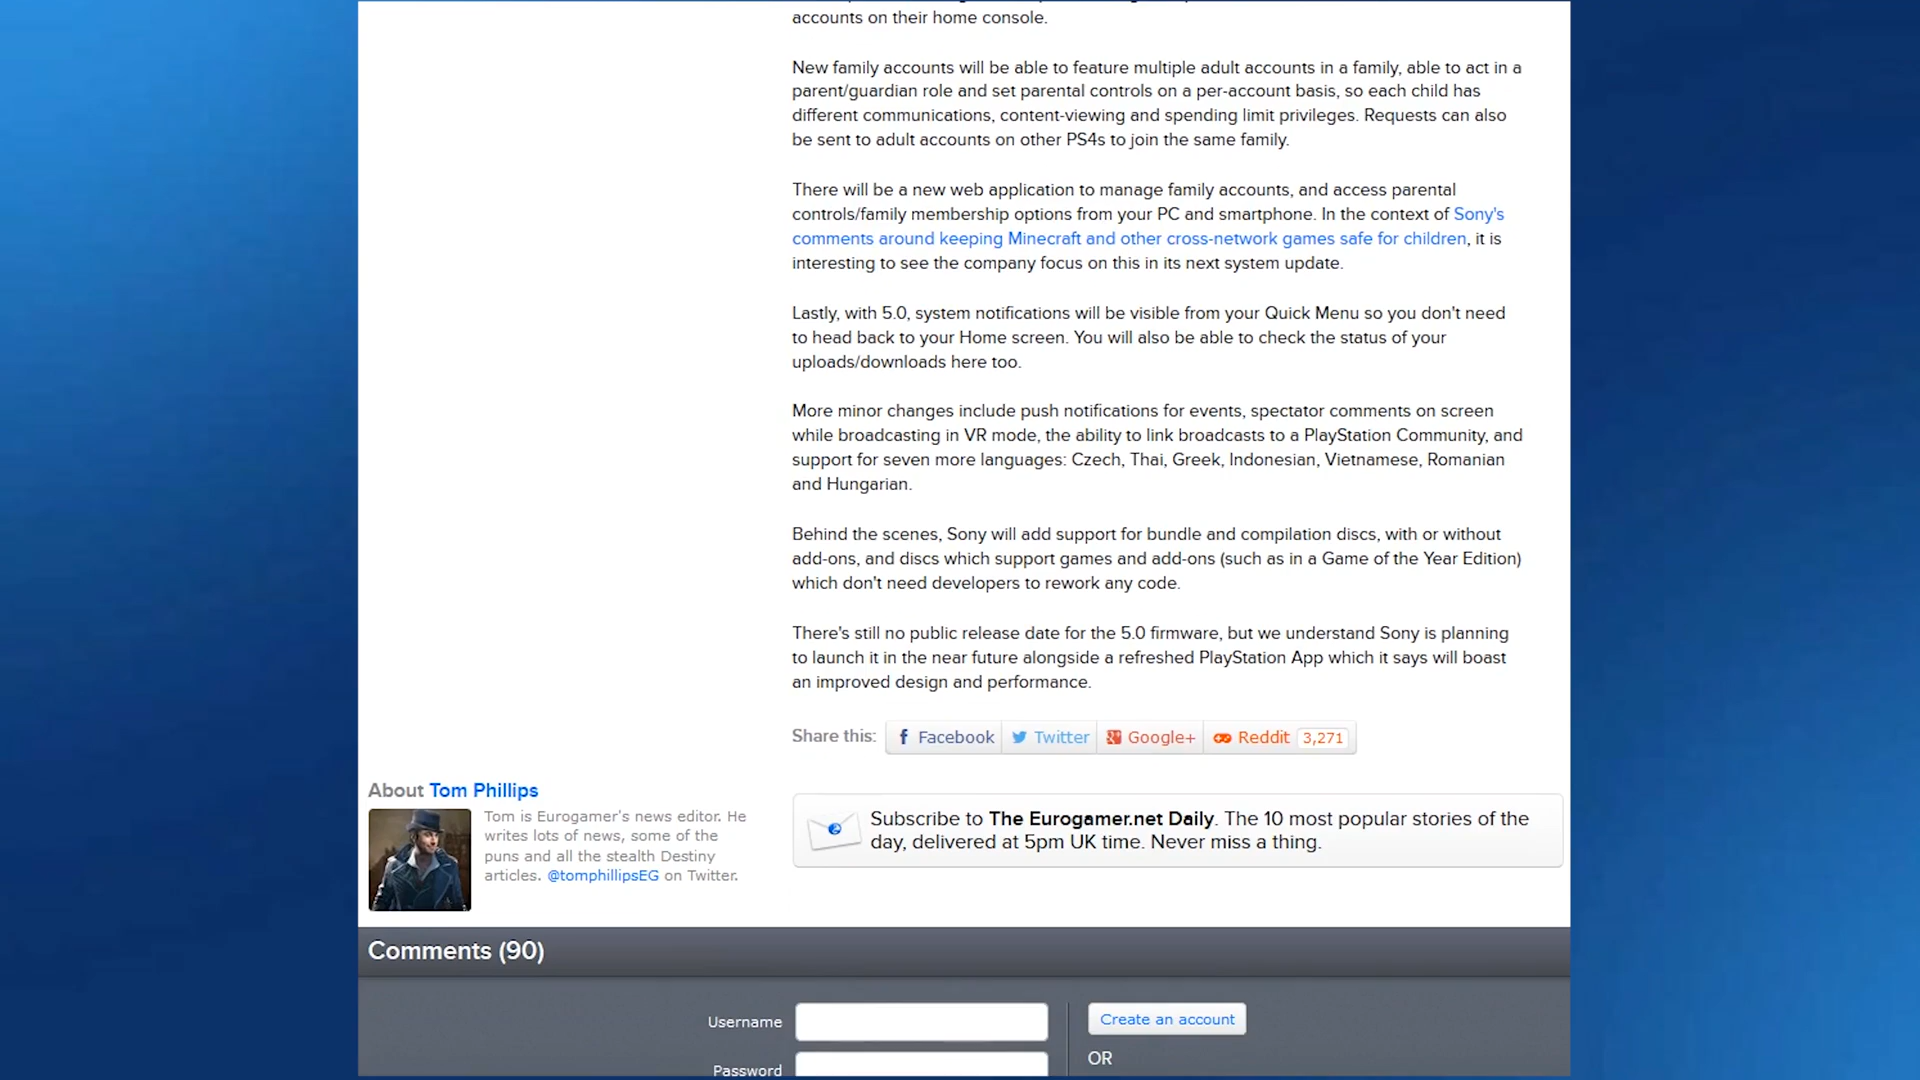 accounts on their home console.
New family accounts will be able to feature multiple adult accounts in a family, able to act in a
parent/guardian role and set parental controls on a per-account basis, so each child has
different communications, content-viewing and spending limit privileges. Requests can also
be sent to adult accounts on other PS4s to join the same family.
There will be a new web application to manage family accounts, and access parental
controls/family membership options from your PC and smartphone. In the context of Sony's
comments around keeping Minecraft and other cross-network games safe for children, it is
interesting to see the company focus on this in its next system update.
Lastly, with 5.0, system notifications will be visible from your Quick Menu so you don't need
to head back to your Home screen. You will also be able to check the status of your
uploads/downloads here too.
More minor changes include push notifications for events, spectator comments on screen
while broadcasting in VR mode, the ability to link broadcasts to a PlayStation Community, and
support for seven more languages: Czech, Thai, Greek, Indonesian, Vietnamese, Romanian
and Hungarian.
Behind the scenes, Sony will add support for bundle and compilation discs, with or without
add-ons, and discs which support games and add-ons (such as in a Game of the Year Edition)
which don't need developers to rework any code.
There's still no public release date for the 5.0 firmware, but we understand Sony is planning
to launch it in the near future alongside a refreshed PlayStation App which it says will boast
an improved design and performance.
Share this: Facebook Twitter Google+ Reddit 3,271
About Tom Phillips
Tom is Eurogamer's news editor. He
writes lots of news, some of the
puns and all the stealth Destiny
articles. @tomphillipsEG on Twitter.
Subscribe to The Eurogamer.net Daily. The 10 most popular stories of the
day, delivered at 5pm UK time. Never miss a thing.
Comments (90)
Username
Create an account
OR
Password